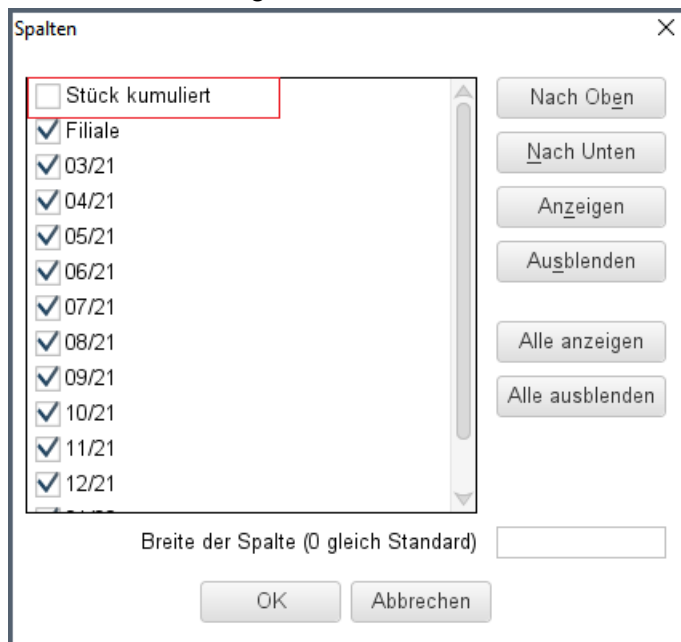 Spalten
Stück kumuliert
Filiale
03/21
04/21
05/21
06/21
07/21
08/21
09/21
10/21
11/21
12/21
Nach Oben
Nach Unten
Anzeigen
Ausblenden
Alle anzeigen
Alle ausblenden
Breite der Spalte (0 gleich Standard)
OK
Abbrechen